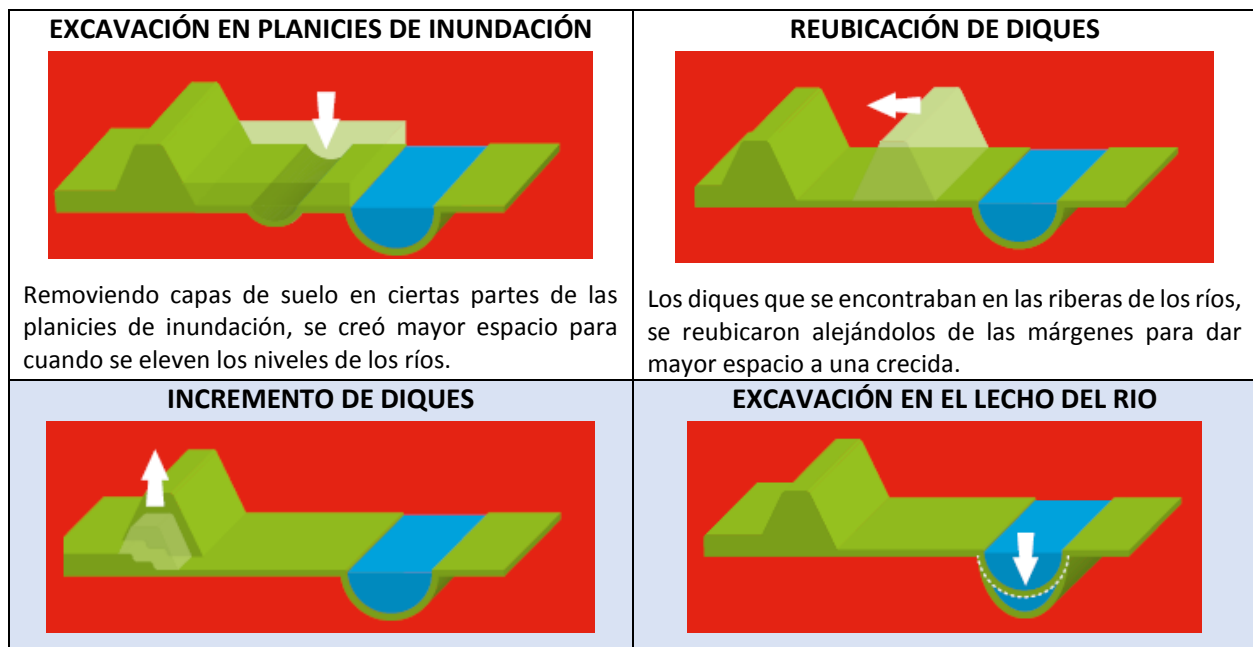 EXCAVACIÓN EN PLANICIES DE INUNDACIÓN
Removiendo capas de suelo en ciertas partes de las
planicies de inundación, se creó mayor espacio para
cuando se eleven los niveles de los ríos.
REUBICACIÓN DE DIQUES
Los diques que se encontraban en las riberas de los ríos,
se reubicaron alejándolos de las márgenes para dar
mayor espacio a una crecida.
INCREMENTO DE DIQUES
EXCAVACIÓN EN EL LECHO DEL RIO